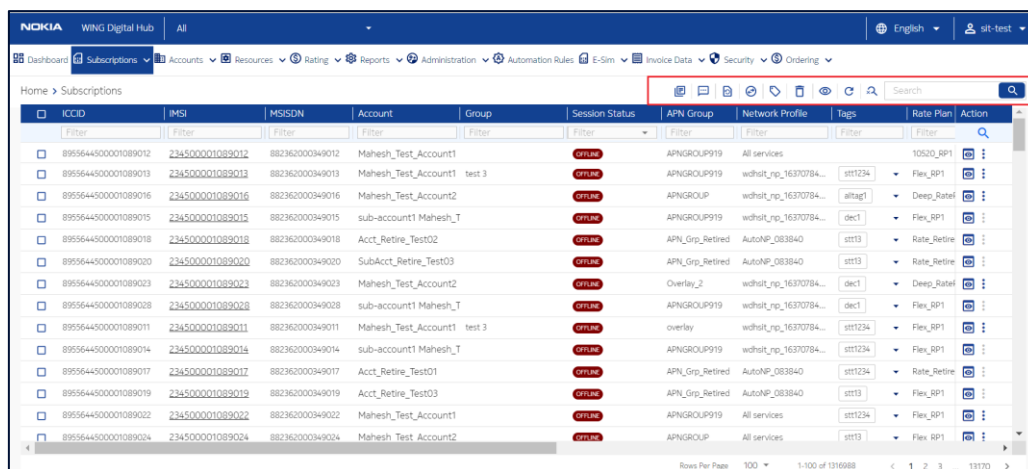 NOKIA WING Digital Hub All English sit-test
Dashboard Subscriptions Accounts Resources Rating Reports Administration Automation Rules E-Sim Invoice Data Security Ordering
Home > Subscriptions Search
ICCID IMSI MSISDN Account Group Session Status APN Group Network Profile Tags Rate Plan Action
Filter Filter Filter Filter Filter Filter Filter Filter Filter Filter
8955644500001089012 234500001089012 882362000349012 Mahesh_Test_Account1 OFFLINE APNGROUP919 All services 10520_RP1
8955644500001089013 234500001089013 882362000349013 Mahesh_Test_Account1 test 3 OFFLINE APNGROUP919 wdhsit_np_16370784... stt1234 Flex_RP1
8955644500001089016 234500001089016 882362000349016 Mahesh_Test_Account2 OFFLINE APNGROUP wdhsit_np_16370784... alltag1 Deep_RateF
8955644500001089015 234500001089015 882362000349015 sub-account1 Mahesh_T OFFLINE APNGROUP919 wdhsit_np_16370784... dec1 Flex_RP1
8955644500001089018 234500001089018 882362000349018 Acct_Retire_Test02 OFFLINE APN_Grp_Retired AutoNP_083840 stt13 Rate_Retire
8955644500001089020 234500001089020 882362000349020 SubAcct_Retire_Test03 OFFLINE APN_Grp_Retired AutoNP_083840 stt13 Rate_Retire
8955644500001089023 234500001089023 882362000349023 Mahesh_Test_Account2 OFFLINE Overlay_2 wdhsit_np_16370784... dec1 Deep_RateF
8955644500001089028 234500001089028 882362000349028 sub-account1 Mahesh_T OFFLINE APNGROUP919 wdhsit_np_16370784... dec1 Flex_RP1
8955644500001089011 234500001089011 882362000349011 Mahesh_Test_Account1 test 3 OFFLINE overlay wdhsit_np_16370784... stt1234 Flex_RP1
8955644500001089014 234500001089014 882362000349014 sub-account1 Mahesh_T OFFLINE APNGROUP919 wdhsit_np_16370784... stt1234 Flex_RP1
8955644500001089017 234500001089017 882362000349017 Acct_Retire_Test01 OFFLINE APN_Grp_Retired AutoNP_083840 stt1234 Rate_Retire
8955644500001089019 234500001089019 882362000349019 Acct_Retire_Test03 OFFLINE APN_Grp_Retired AutoNP_083840 stt13 Flex_RP1
8955644500001089022 234500001089022 882362000349022 Mahesh_Test_Account1 OFFLINE APNGROUP919 All services stt1234 Flex_RP1
8955644500001089024 234500001089024 882362000349024 Mahesh_Test_Account2 OFFLINE APNGROUP All services stt13 Flex_RP1
Rows Per Page 100 1-100 of 1316988 < 1 2 3 ... 13170 >